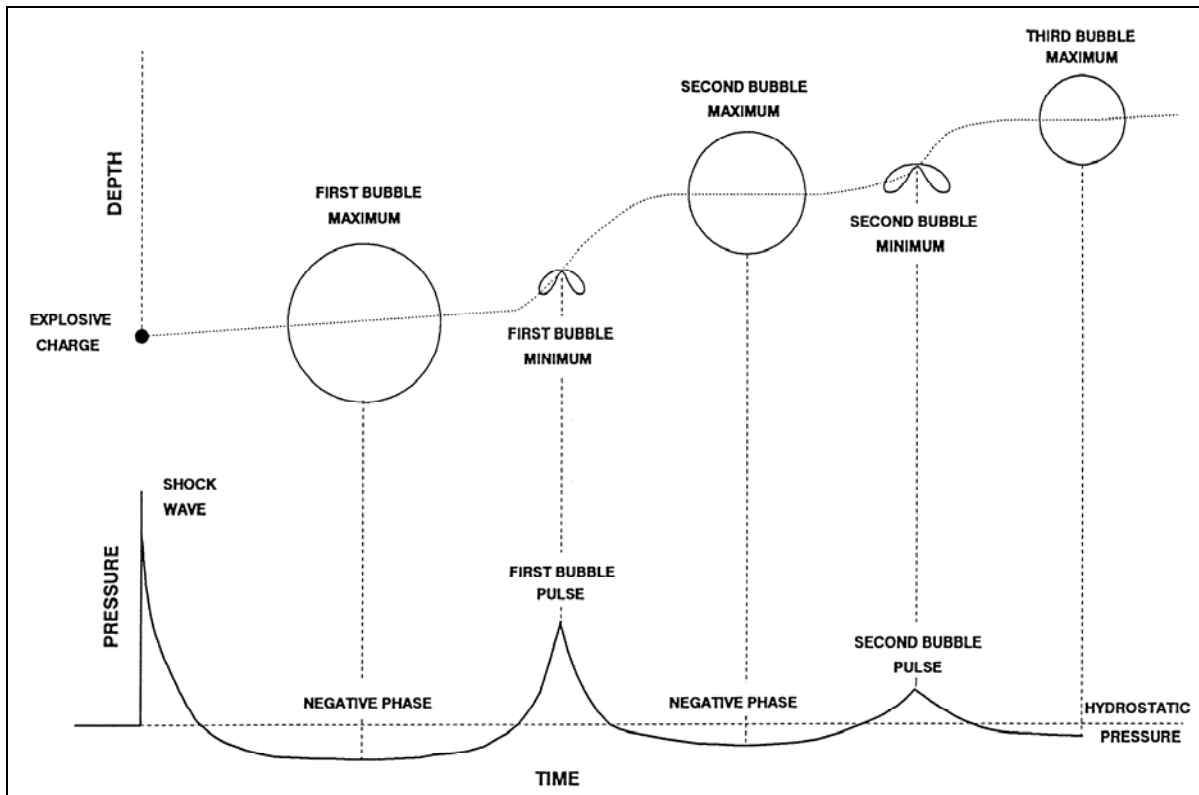 THIRD BUBBLE
MAXIMUM
SECOND BUBBLE
MAXIMUM
DEPTH
FIRST BUBBLE
MAXIMUM
SECOND BUBBLE
MINIMUM
EXPLOSIVE
CHARGE
FIRST BUBBLE
MINIMUM
SHOCK
WAVE
PRESSURE
FIRST BUBBLE
PULSE
SECOND BUBBLE
PULSE
NEGATIVE PHASE
NEGATIVE PHASE
HYDROSTATIC
PRESSURE
TIME